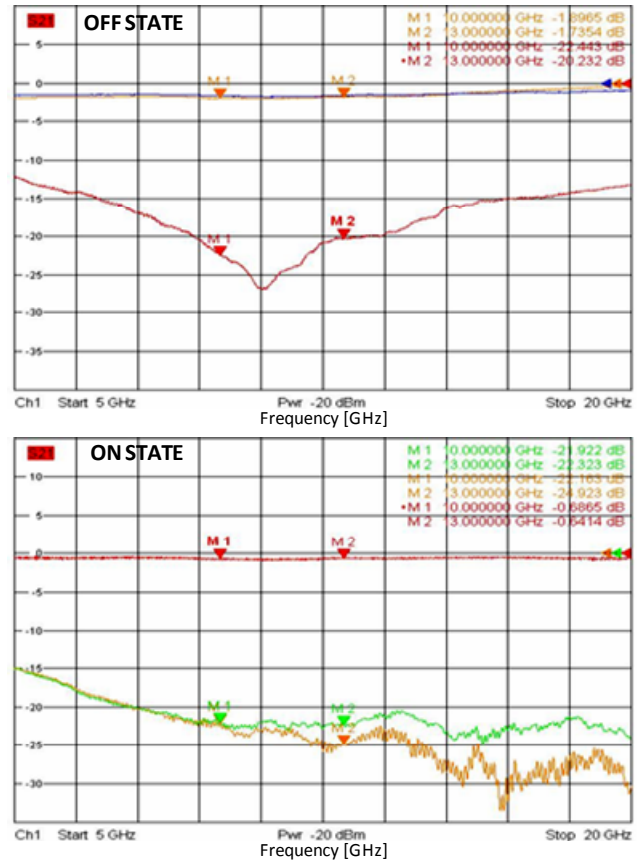 S21 OFF STATE
M 1 10.000000 GHz -1.8965 dB
M 2 13.000000 GHz -1.7354 dB
M 1 10.000000 GHz -22.443 dB
•M 2 13.000000 GHz -20.232 dB
5
0
M 1 M 2
-5
-10
-15
M 2
-20
M 1
-25
-30
-35
Ch1 Start 5 GHz Pwr -20 dBm Stop 20 GHz
Frequency [GHz]
S21 ON STATE
M 1 10.000000 GHz -21.922 dB
M 2 13.000000 GHz -22.323 dB
M 1 10.000000 GHz -22.163 dB
M 2 13.000000 GHz -24.923 dB
•M 1 10.000000 GHz -0.6865 dB
M 2 13.000000 GHz -0.6414 dB
10
5
M 1 M 2
0
-5
-10
-15
-20
M 1 M 2
M 2
-25
-30
Ch1 Start 5 GHz Pwr -20 dBm Stop 20 GHz
Frequency [GHz]